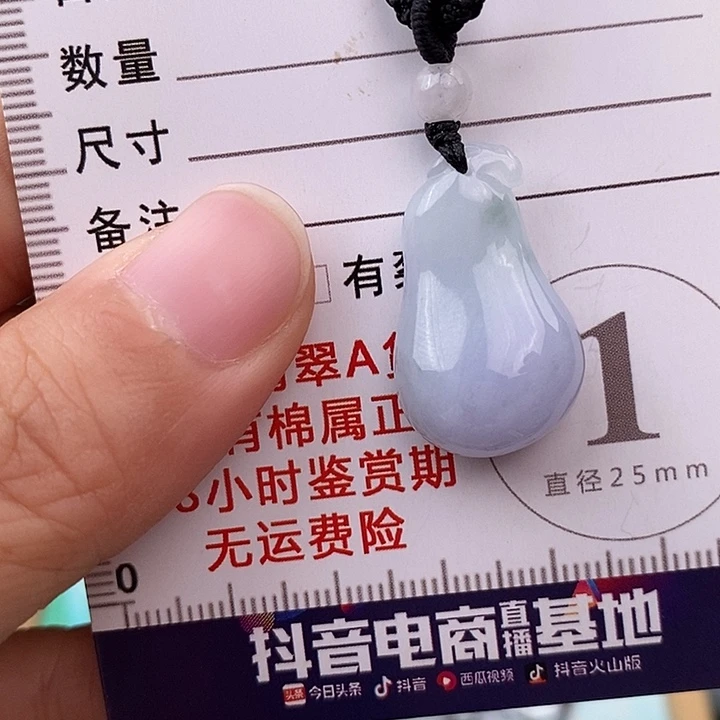 数量
尺寸
备注
有
翠A
棉属正
小时鉴赏期
无运费险
1
直径25mm
0
抖音电商直播基地
头条 今日头条 抖音 西瓜视频 抖音火山版